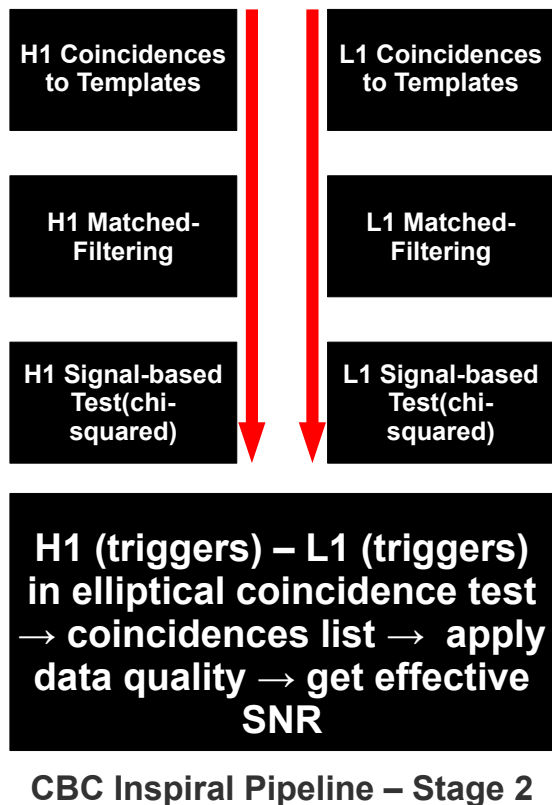 H1 Coincidences
to Templates
L1 Coincidences
to Templates
H1 Matched-
Filtering
L1 Matched-
Filtering
H1 Signal-based
Test(chi-
squared)
L1 Signal-based
Test(chi-
squared)
H1 (triggers) – L1 (triggers)
in elliptical coincidence test
→ coincidences list → apply
data quality → get effective
SNR
CBC Inspiral Pipeline – Stage 2